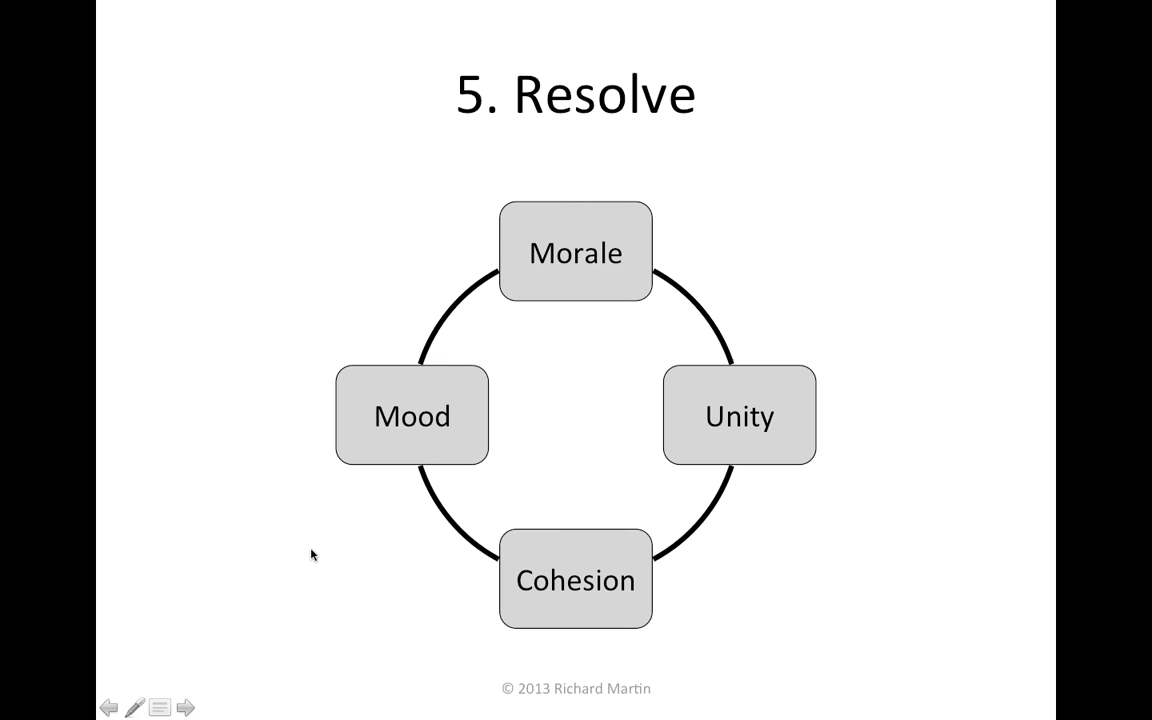 5. Resolve
Morale
Mood
Unity
Cohesion
© 2013 Richard Martin